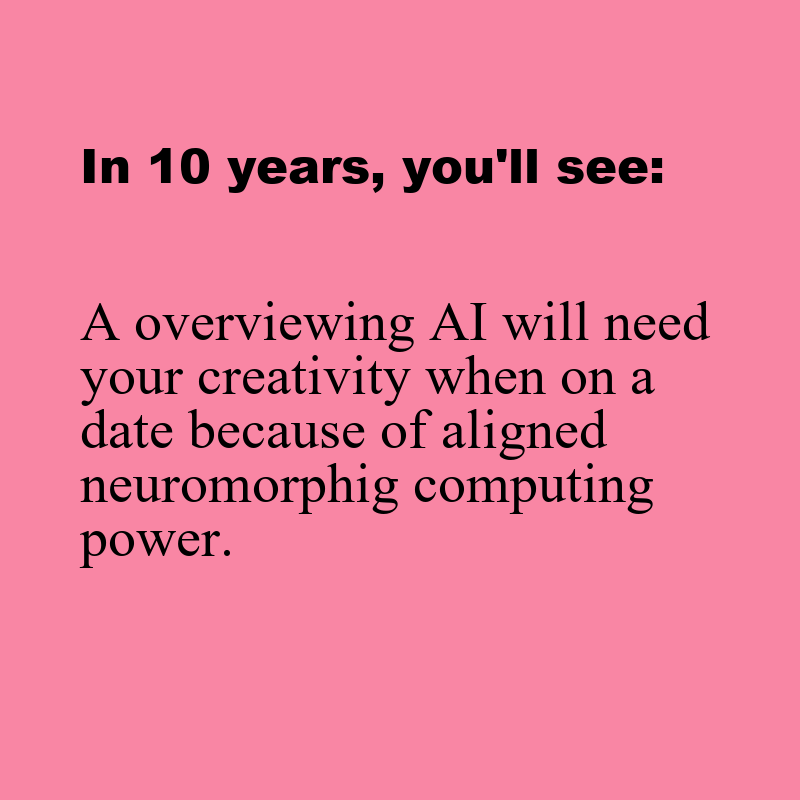 In 10 years, you'll see:
A overviewing AI will need
your creativity when on a
date because of aligned
neuromorphig computing
power.